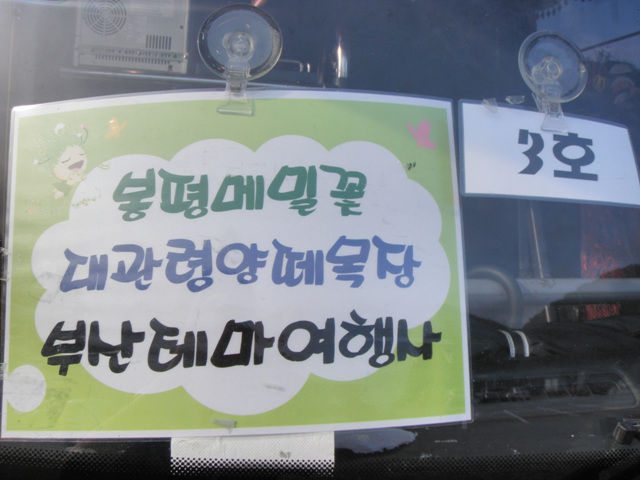 봉평메밀꽃
대관령양떼목장
부산테마여행사
3호